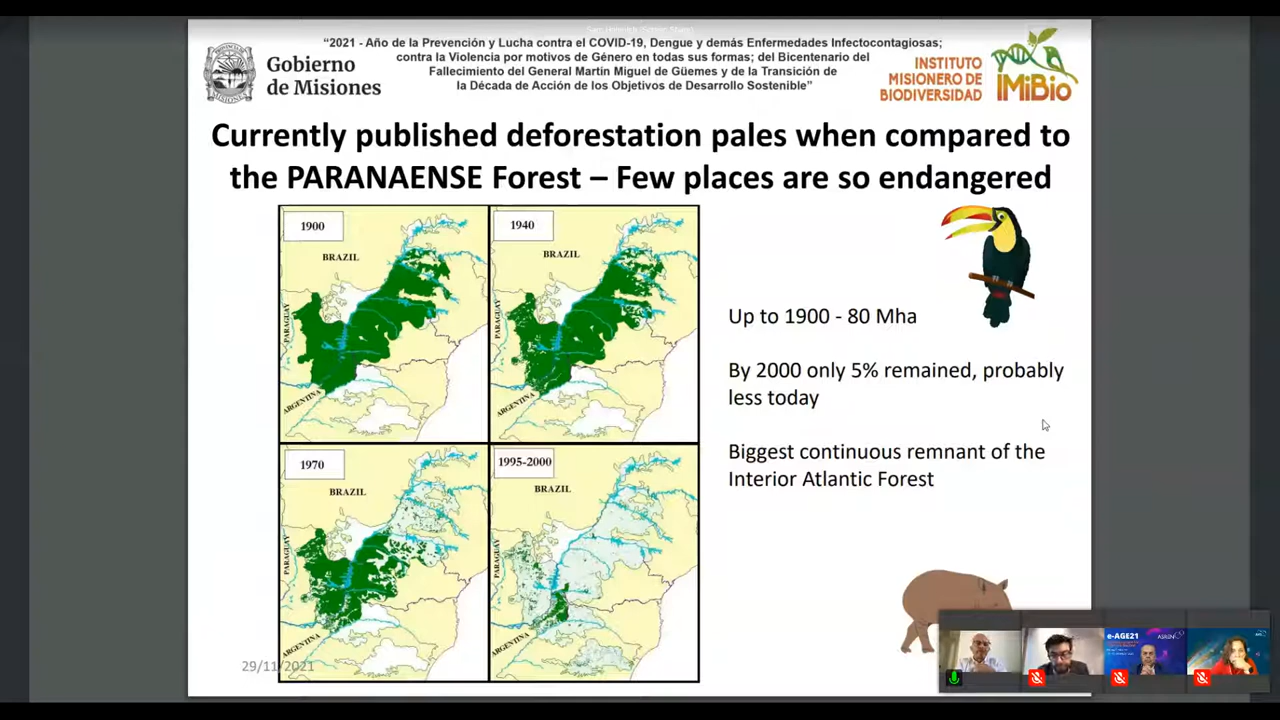 “2021 - Año de la Prevención y Lucha contra el COVID-19, Dengue y demás Enfermedades Infectocontagiosas;
contra la Violencia por motivos de Género en todas sus formas; del Bicentenario del
Fallecimiento del General Martín Miguel de Güemes y de la Transición de
la Década de Acción de los Objetivos de Desarrollo Sostenible”
Gobierno
de Misiones
INSTITUTO
MISIONERO DE
BIODIVERSIDAD
IMiBio
Currently published deforestation pales when compared to
the PARANAENSE Forest – Few places are so endangered
1900
BRAZIL
PARAGUAY
ARGENTINA
1940
BRAZIL
PARAGUAY
ARGENTINA
1970
BRAZIL
PARAGUAY
ARGENTINA
1995-2000
BRAZIL
PARAGUAY
ARGENTINA
Up to 1900 - 80 Mha
By 2000 only 5% remained, probably
less today
Biggest continuous remnant of the
Interior Atlantic Forest
29/11/2021
e-AGE21